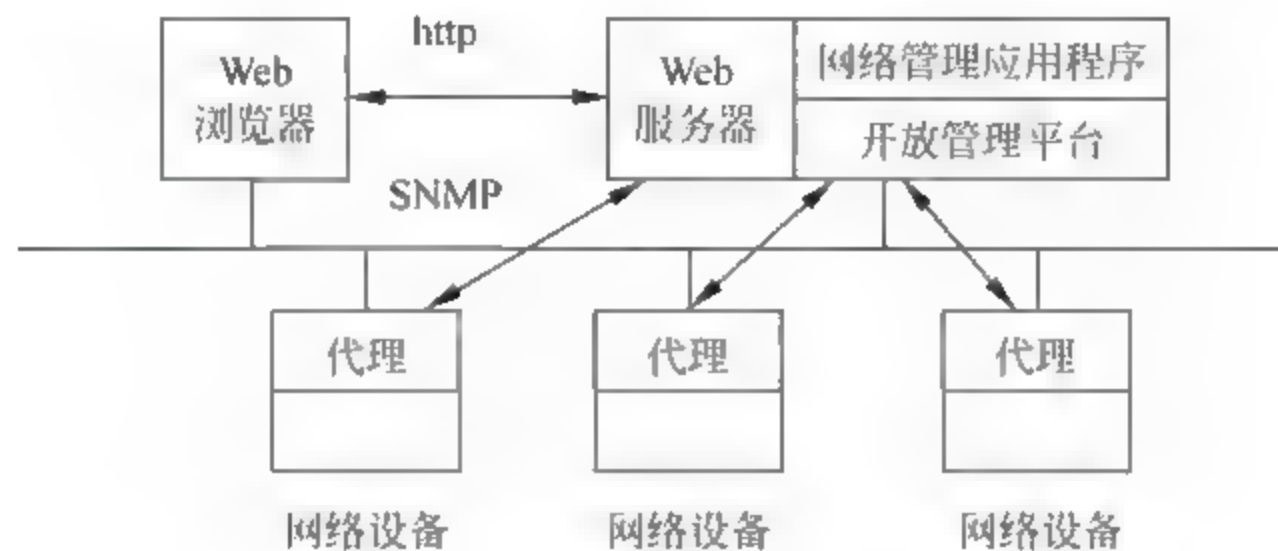 http
Web
浏览器
Web
服务器
网络管理应用程序
开放管理平台
SNMP
代理
代理
代理
网络设备
网络设备
网络设备